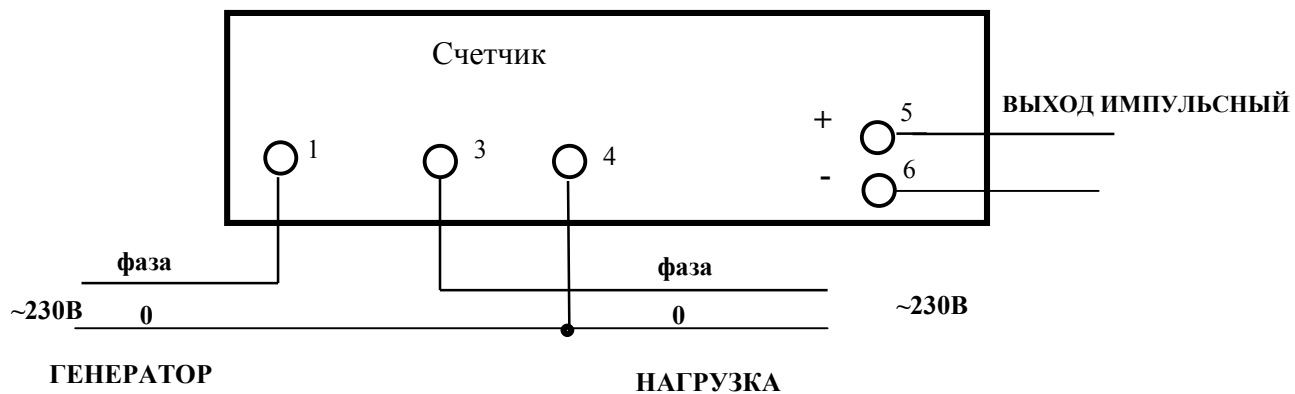 Счетчик
ВЫХОД ИМПУЛЬСНЫЙ
+ 5
1 3 4
- 6
фаза фаза
~230В 0 0 ~230В
ГЕНЕРАТОР НАГРУЗКА